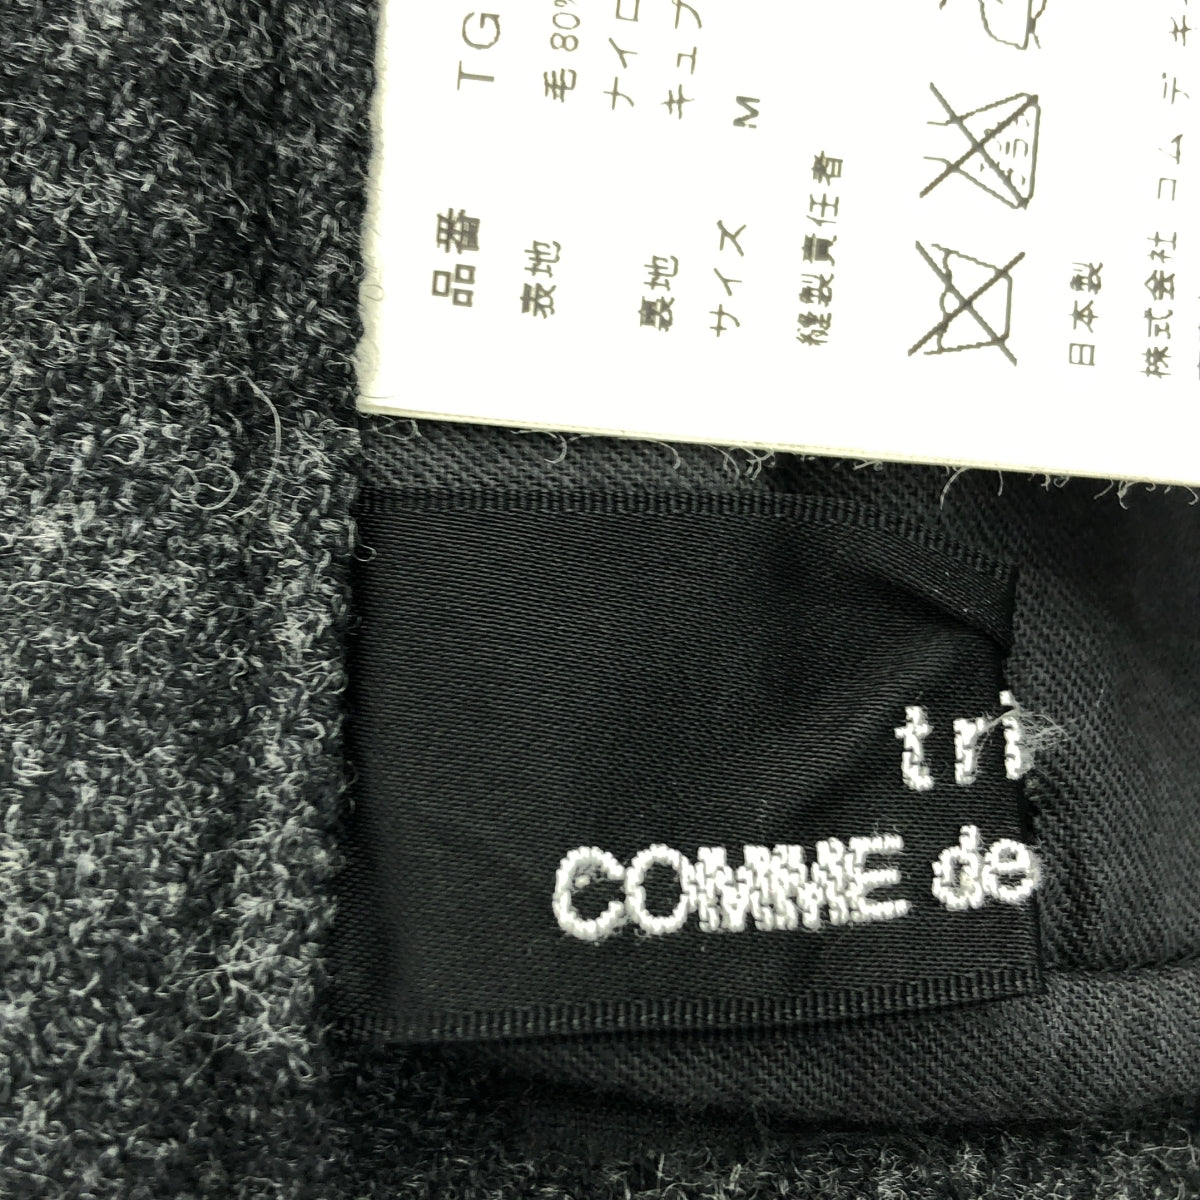 品番 TG
表地 毛 80%
ナイロ
裏地 キュプ
サイズ M
縫製責任者
日本製
株式会社 コム デ ギ
tri
COMME de